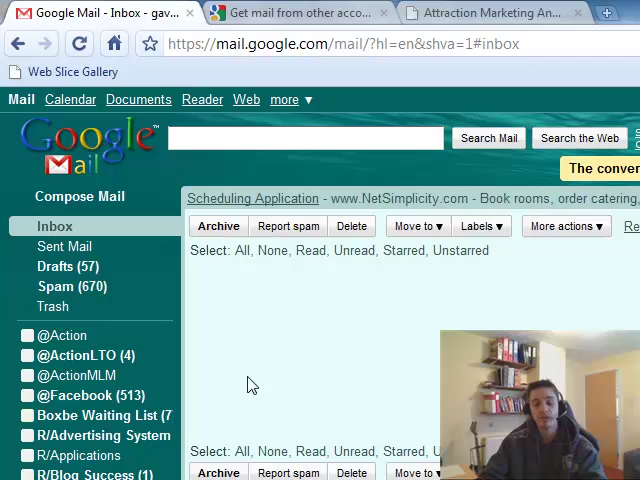 Google Mail - Inbox - gav... Get mail from other acco... Attraction Marketing An...
https://mail.google.com/mail/?hl=en&shva=1#inbox
Web Slice Gallery
Mail Calendar Documents Reader Web more ▼
Google Mail ™ Search Mail Search the Web
The conver
Compose Mail
Scheduling Application - www.NetSimplicity.com - Book rooms, order catering,
Inbox
Archive Report spam Delete Move to ▼ Labels ▼ More actions ▼ Re
Sent Mail
Select: All, None, Read, Unread, Starred, Unstarred
Drafts (57)
Spam (670)
Trash
@Action
@ActionLTO (4)
@ActionMLM
@Facebook (513)
Boxbe Waiting List (7
R/Advertising System
R/Applications
Select: All, None, Read, Unread, Starred, U
R/Blog Success (1)
Archive Report spam Delete Move to